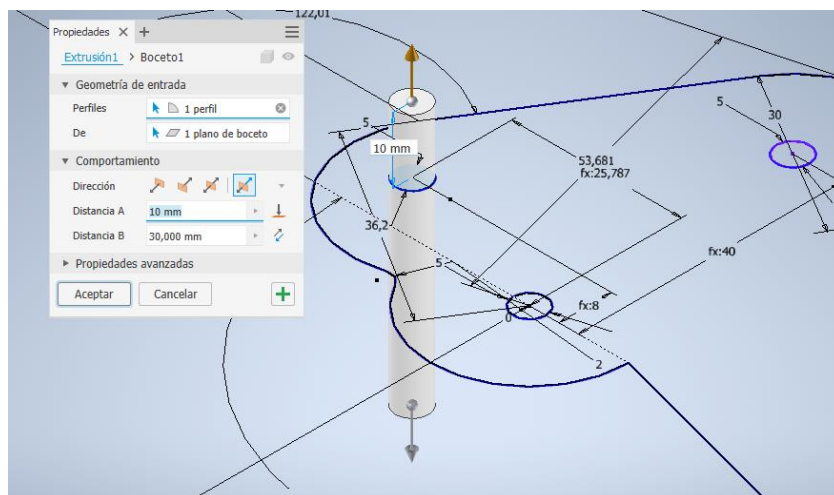 Propiedades × +
Extrusión1 > Boceto1
Geometría de entrada
Perfiles 1 perfil
De 1 plano de boceto
Comportamiento
Dirección
Distancia A 10 mm
Distancia B 30,000 mm
Propiedades avanzadas
Aceptar Cancelar
122,01
5
10 mm
36,2
53,681
fx:25,787
5
30
fx:40
5
fx:8
0
2